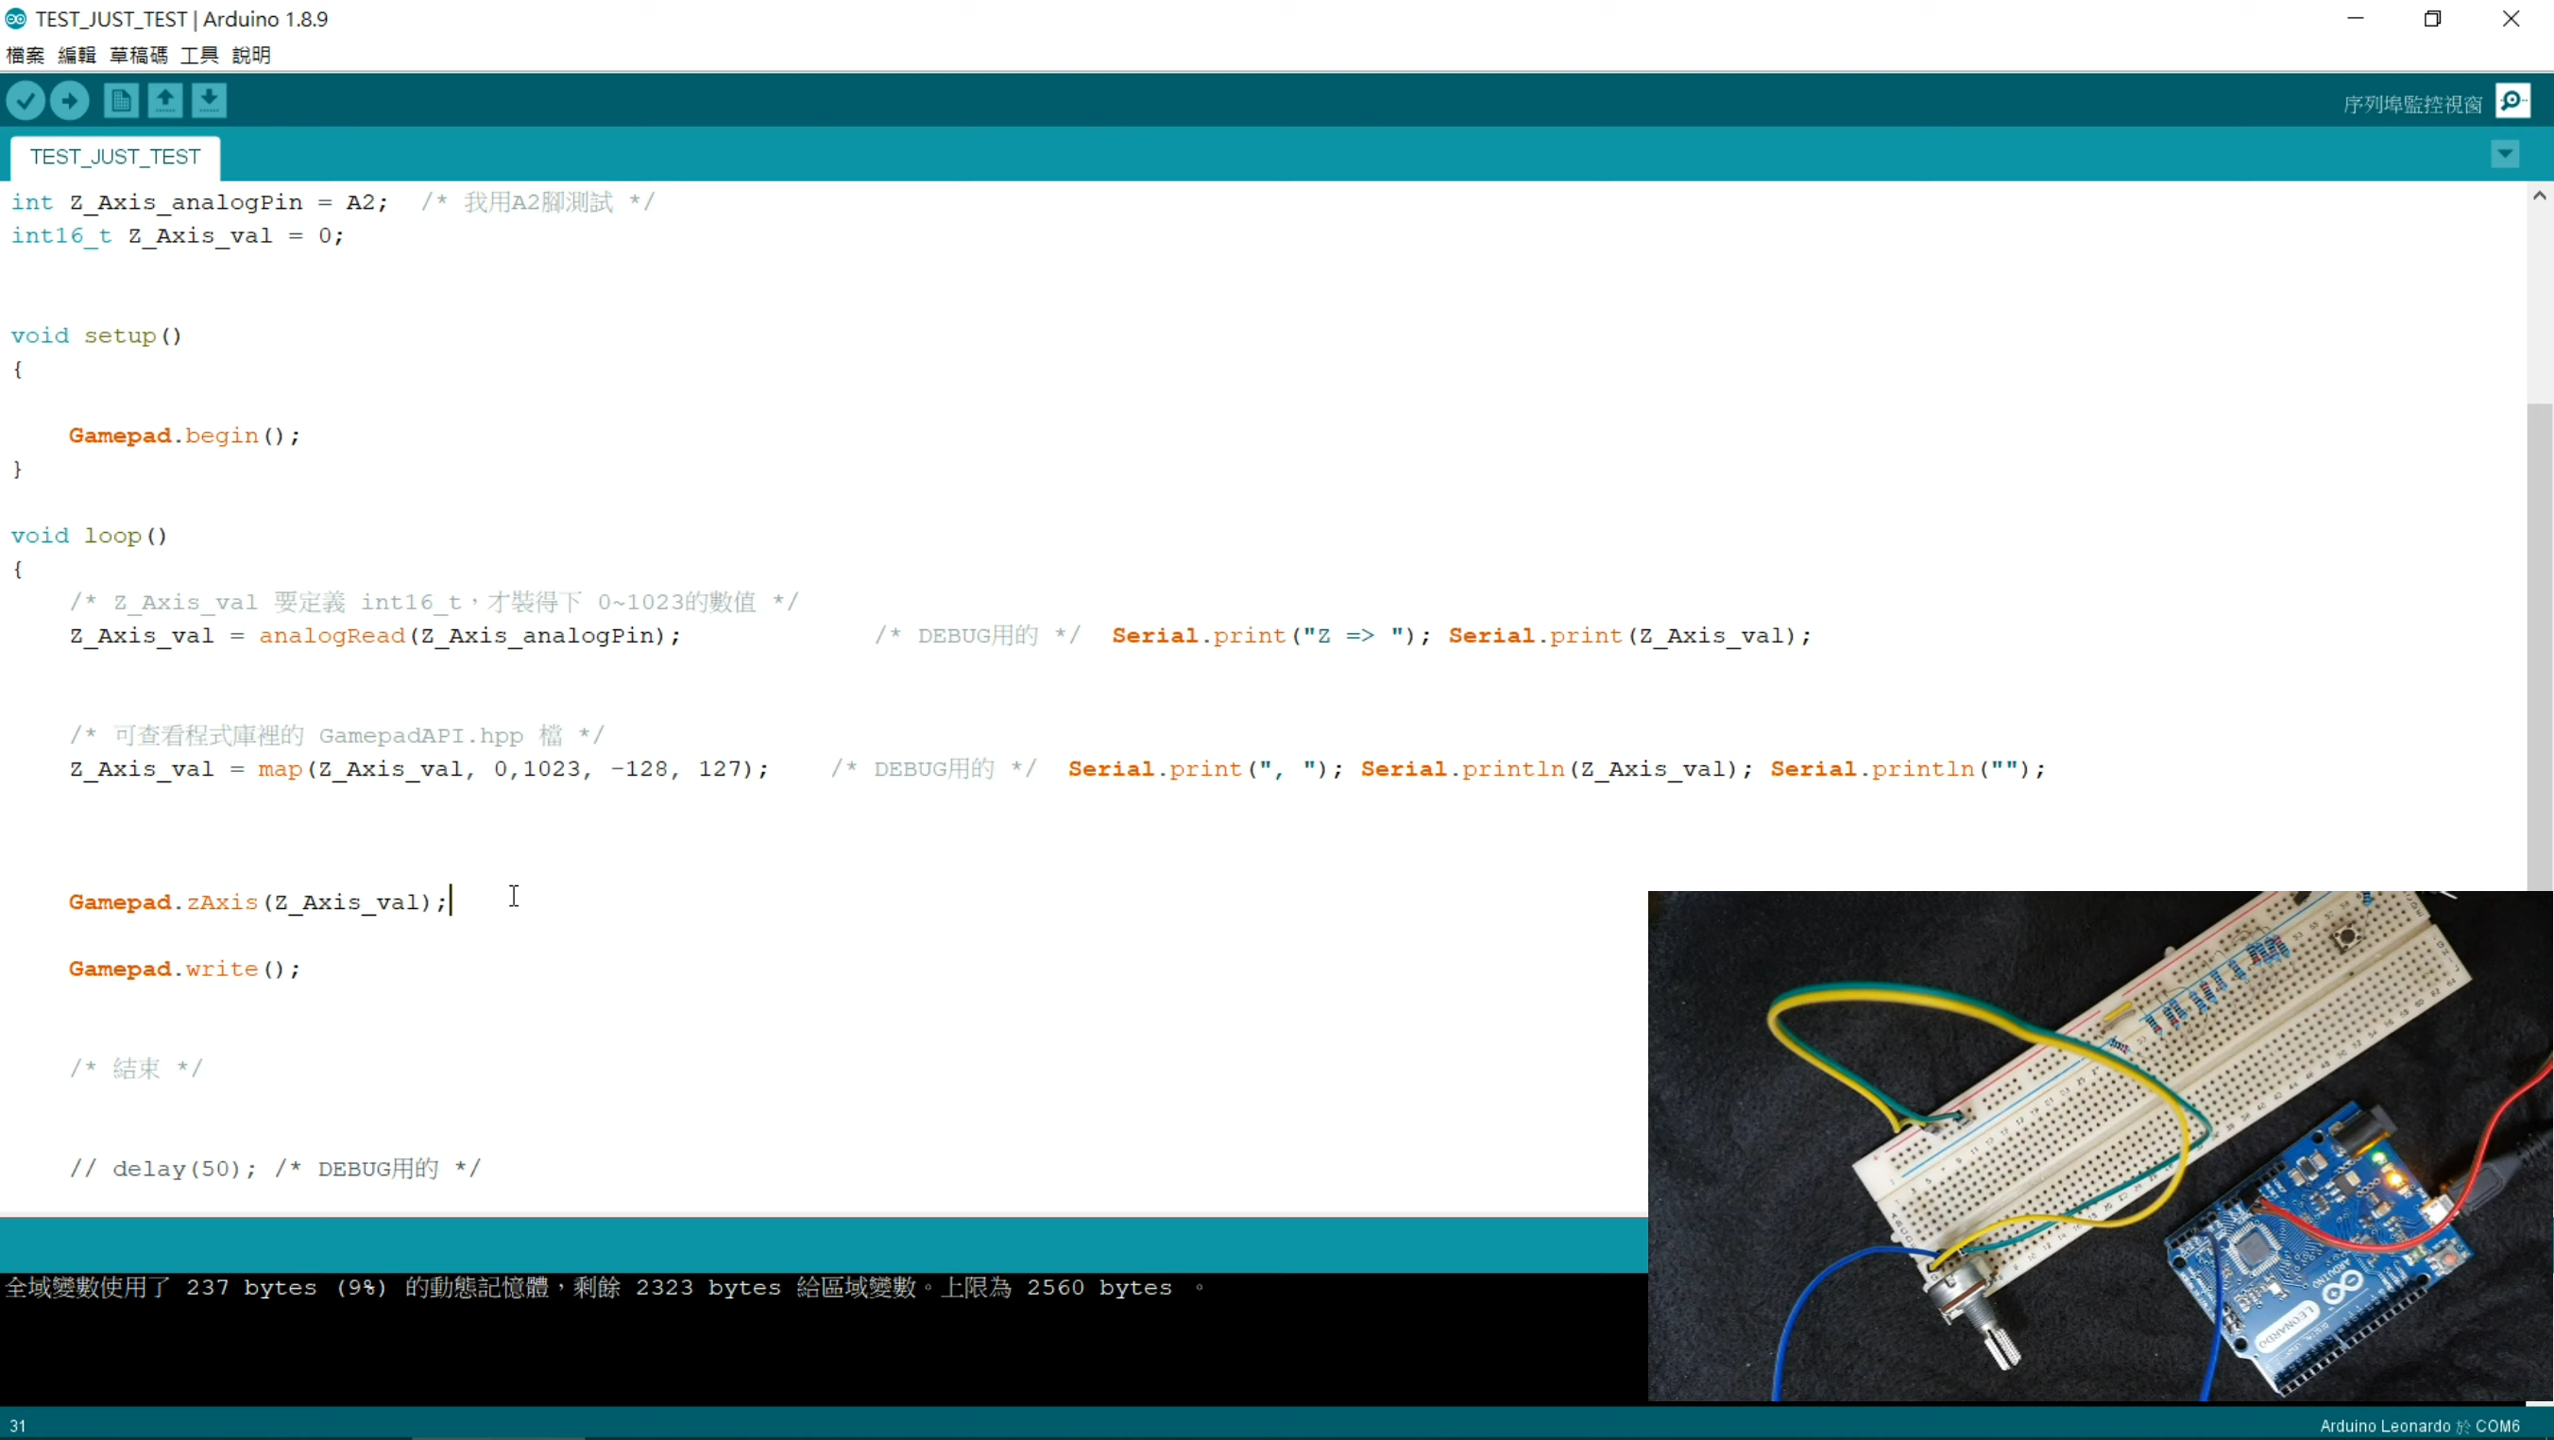 TEST_JUST_TEST | Arduino 1.8.9
檔案 編輯 草稿碼 工具 說明
序列埠監控視窗
TEST_JUST_TEST
int Z_Axis_analogPin = A2;  /* 我用A2腳測試 */
int16_t Z_Axis_val = 0;
void setup()
{
Gamepad.begin();
}
void loop()
{
/* Z_Axis_val 要定義 int16_t，才裝得下 0~1023的數值 */
Z_Axis_val = analogRead(Z_Axis_analogPin); /* DEBUG用的 */ Serial.print("Z => "); Serial.print(Z_Axis_val);
/* 可查看程式庫裡的 GamepadAPI.hpp 檔 */
Z_Axis_val = map(Z_Axis_val, 0,1023, -128, 127); /* DEBUG用的 */ Serial.print(", "); Serial.println(Z_Axis_val); Serial.println("");
Gamepad.zAxis(Z_Axis_val);
Gamepad.write();
/* 結束 */
// delay(50); /* DEBUG用的 */
全域變數使用了 237 bytes (9%) 的動態記憶體，剩餘 2323 bytes 給區域變數。上限為 2560 bytes 。
ARDUINO
LEONARDO
31
Arduino Leonardo 於 COM6